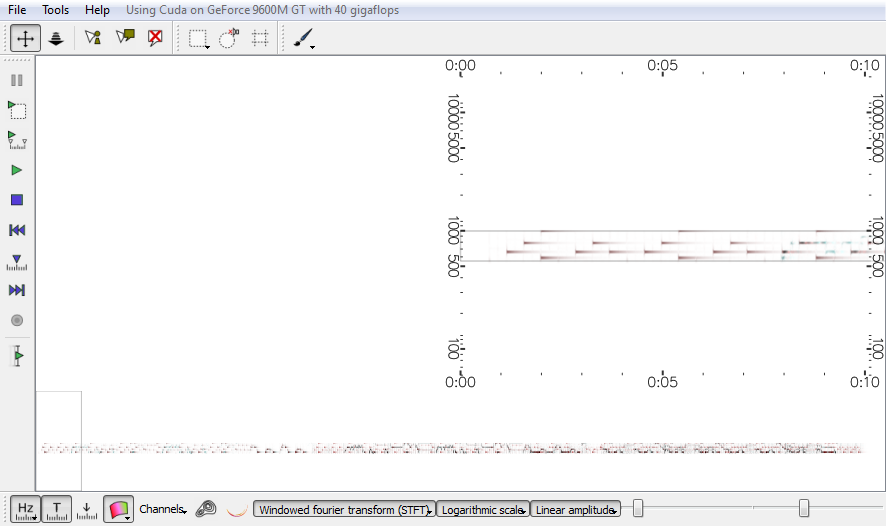 File Tools Help Using Cuda on GeForce 9600M GT with 40 gigaflops
0:00 0:05 0:10
10000 10000
5000 5000
1000 1000
500 500
100 100
0:00 0:05 0:10
Hz T Channels Windowed fourier transform (STFT) Logarithmic scale Linear amplitude